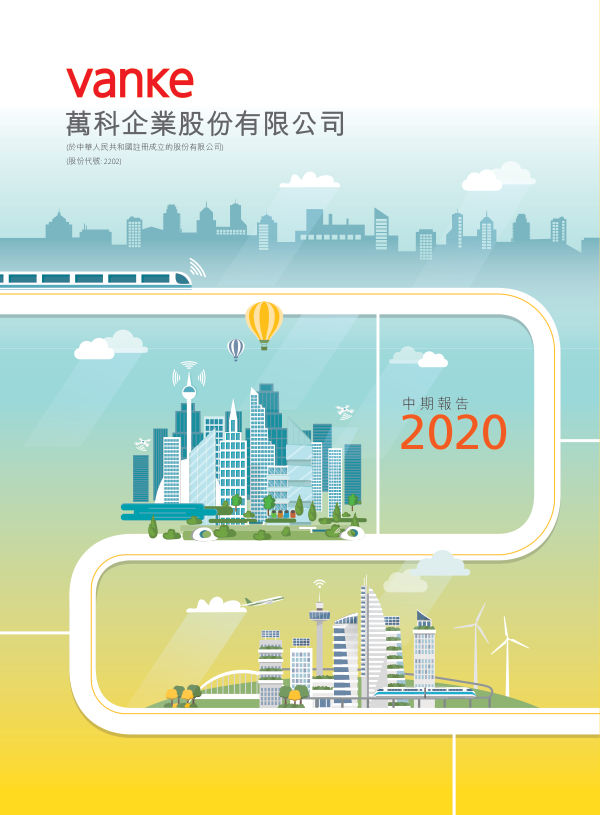 vanke
萬科企業股份有限公司
(於中華人民共和國註冊成立的股份有限公司)
(股份代號: 2202)
中期報告
2020